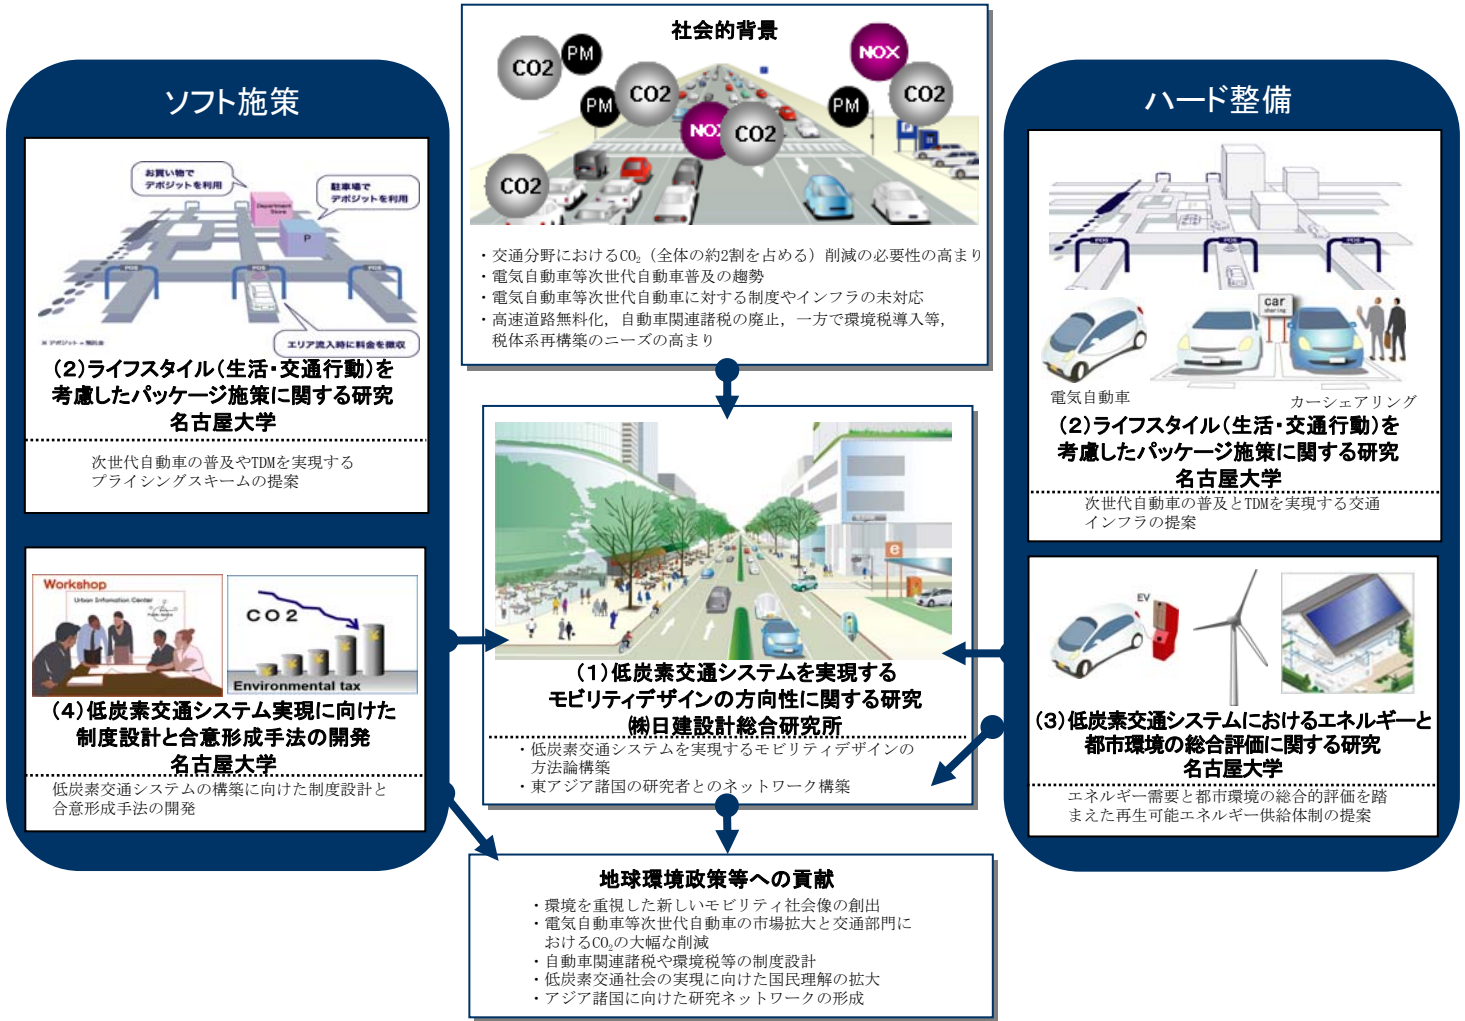 社会的背景
CO2
PM
NOX
CO2
PM
CO2
PM
CO2
NOX
CO2
CO2
・交通分野におけるCO₂（全体の約2割を占める）削減の必要性の高まり
・電気自動車等次世代自動車普及の趨勢
・電気自動車等次世代自動車に対する制度やインフラの未対応
・高速道路無料化，自動車関連諸税の廃止，一方で環境税導入等，
税体系再構築のニーズの高まり
ソフト施策
お買い物で
デポジットを利用
駐車場で
デポジットを利用
Department
Store
P
POS
POS
POS
エリア流入時に料金を徴収
※ デポジット＝預託金
（2）ライフスタイル（生活・交通行動）を
考慮したパッケージ施策に関する研究
名古屋大学
次世代自動車の普及やTDMを実現する
プライシングスキームの提案
Workshop
Urban Information Center
CO2
Environmental tax
（4）低炭素交通システム実現に向けた
制度設計と合意形成手法の開発
名古屋大学
低炭素交通システムの構築に向けた制度設計と
合意形成手法の開発
（1）低炭素交通システムを実現する
モビリティデザインの方向性に関する研究
㈱日建設計総合研究所
・低炭素交通システムを実現するモビリティデザインの
方法論構築
・東アジア諸国の研究者とのネットワーク構築
ハード整備
POS
POS
POS
car
sharing
電気自動車
カーシェアリング
（2）ライフスタイル（生活・交通行動）を
考慮したパッケージ施策に関する研究
名古屋大学
次世代自動車の普及とTDMを実現する交通
インフラの提案
EV
（3）低炭素交通システムにおけるエネルギーと
都市環境の総合評価に関する研究
名古屋大学
エネルギー需要と都市環境の総合的評価を踏
まえた再生可能エネルギー供給体制の提案
地球環境政策等への貢献
・環境を重視した新しいモビリティ社会像の創出
・電気自動車等次世代自動車の市場拡大と交通部門に
おけるCO₂の大幅な削減
・自動車関連諸税や環境税等の制度設計
・低炭素交通社会の実現に向けた国民理解の拡大
・アジア諸国に向けた研究ネットワークの形成